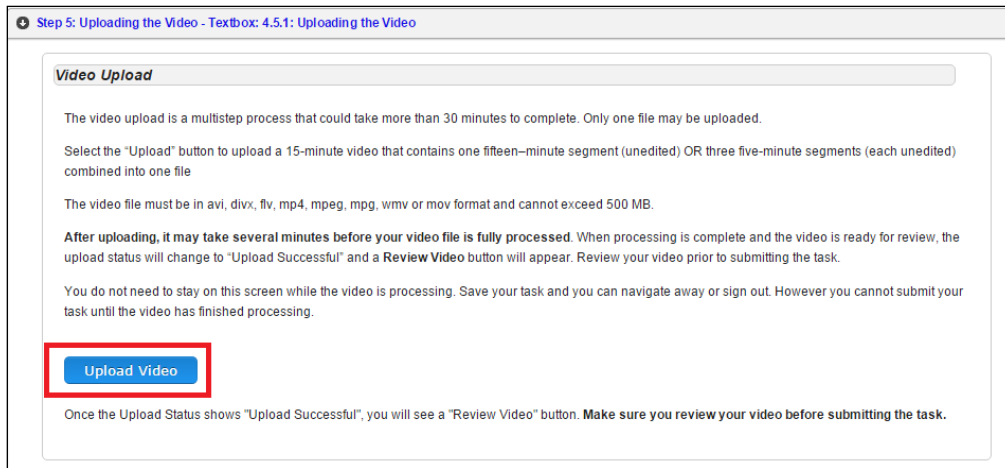 Step 5: Uploading the Video - Textbox: 4.5.1: Uploading the Video
Video Upload
The video upload is a multistep process that could take more than 30 minutes to complete. Only one file may be uploaded.
Select the “Upload” button to upload a 15-minute video that contains one fifteen–minute segment (unedited) OR three five-minute segments (each unedited)
combined into one file
The video file must be in avi, divx, flv, mp4, mpeg, mpg, wmv or mov format and cannot exceed 500 MB.
After uploading, it may take several minutes before your video file is fully processed. When processing is complete and the video is ready for review, the
upload status will change to “Upload Successful” and a Review Video button will appear. Review your video prior to submitting the task.
You do not need to stay on this screen while the video is processing. Save your task and you can navigate away or sign out. However you cannot submit your
task until the video has finished processing.
Upload Video
Once the Upload Status shows "Upload Successful", you will see a "Review Video" button. Make sure you review your video before submitting the task.